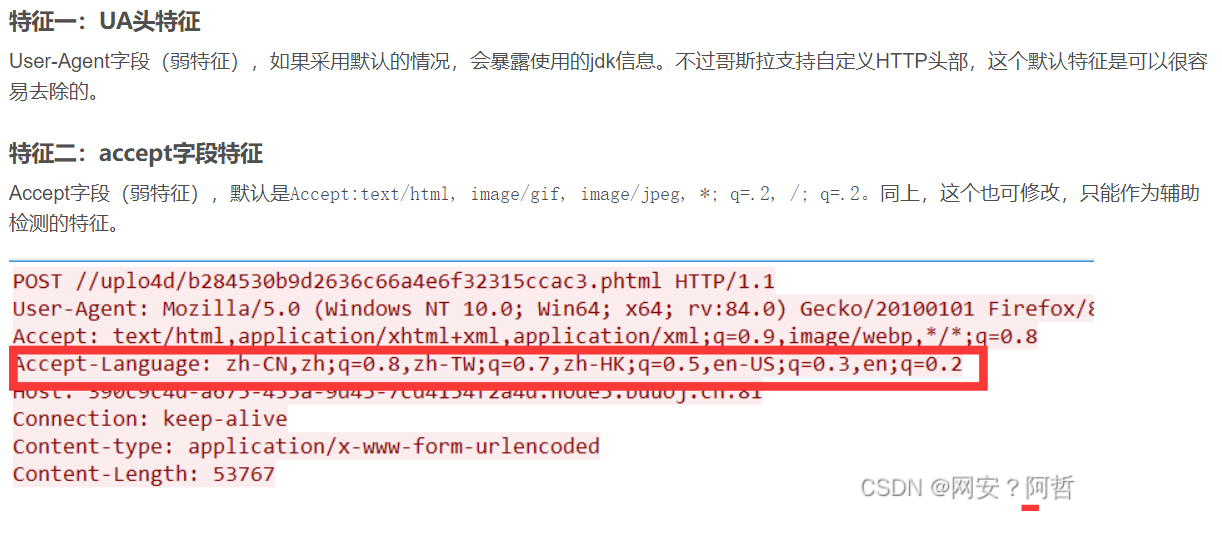 特征一：UA头特征
User-Agent字段（弱特征），如果采用默认的情况，会暴露使用的jdk信息。不过哥斯拉支持自定义HTTP头部，这个默认特征是可以很容
易去除的。
特征二：accept字段特征
Accept字段（弱特征），默认是Accept:text/html, image/gif, image/jpeg, *; q=.2, /; q=.2。同上，这个也可修改，只能作为辅助
检测的特征。
POST //uplo4d/b284530b9d2636c66a4e6f32315ccac3.phtml HTTP/1.1
User-Agent: Mozilla/5.0 (Windows NT 10.0; Win64; x64; rv:84.0) Gecko/20100101 Firefox/8
Accept: text/html,application/xhtml+xml,application/xml;q=0.9,image/webp,*/*;q=0.8
Accept-Language: zh-CN,zh;q=0.8,zh-TW;q=0.7,zh-HK;q=0.5,en-US;q=0.3,en;q=0.2
Host:
Connection: keep-alive
Content-type: application/x-www-form-urlencoded
Content-Length: 53767
CSDN @网安？阿哲